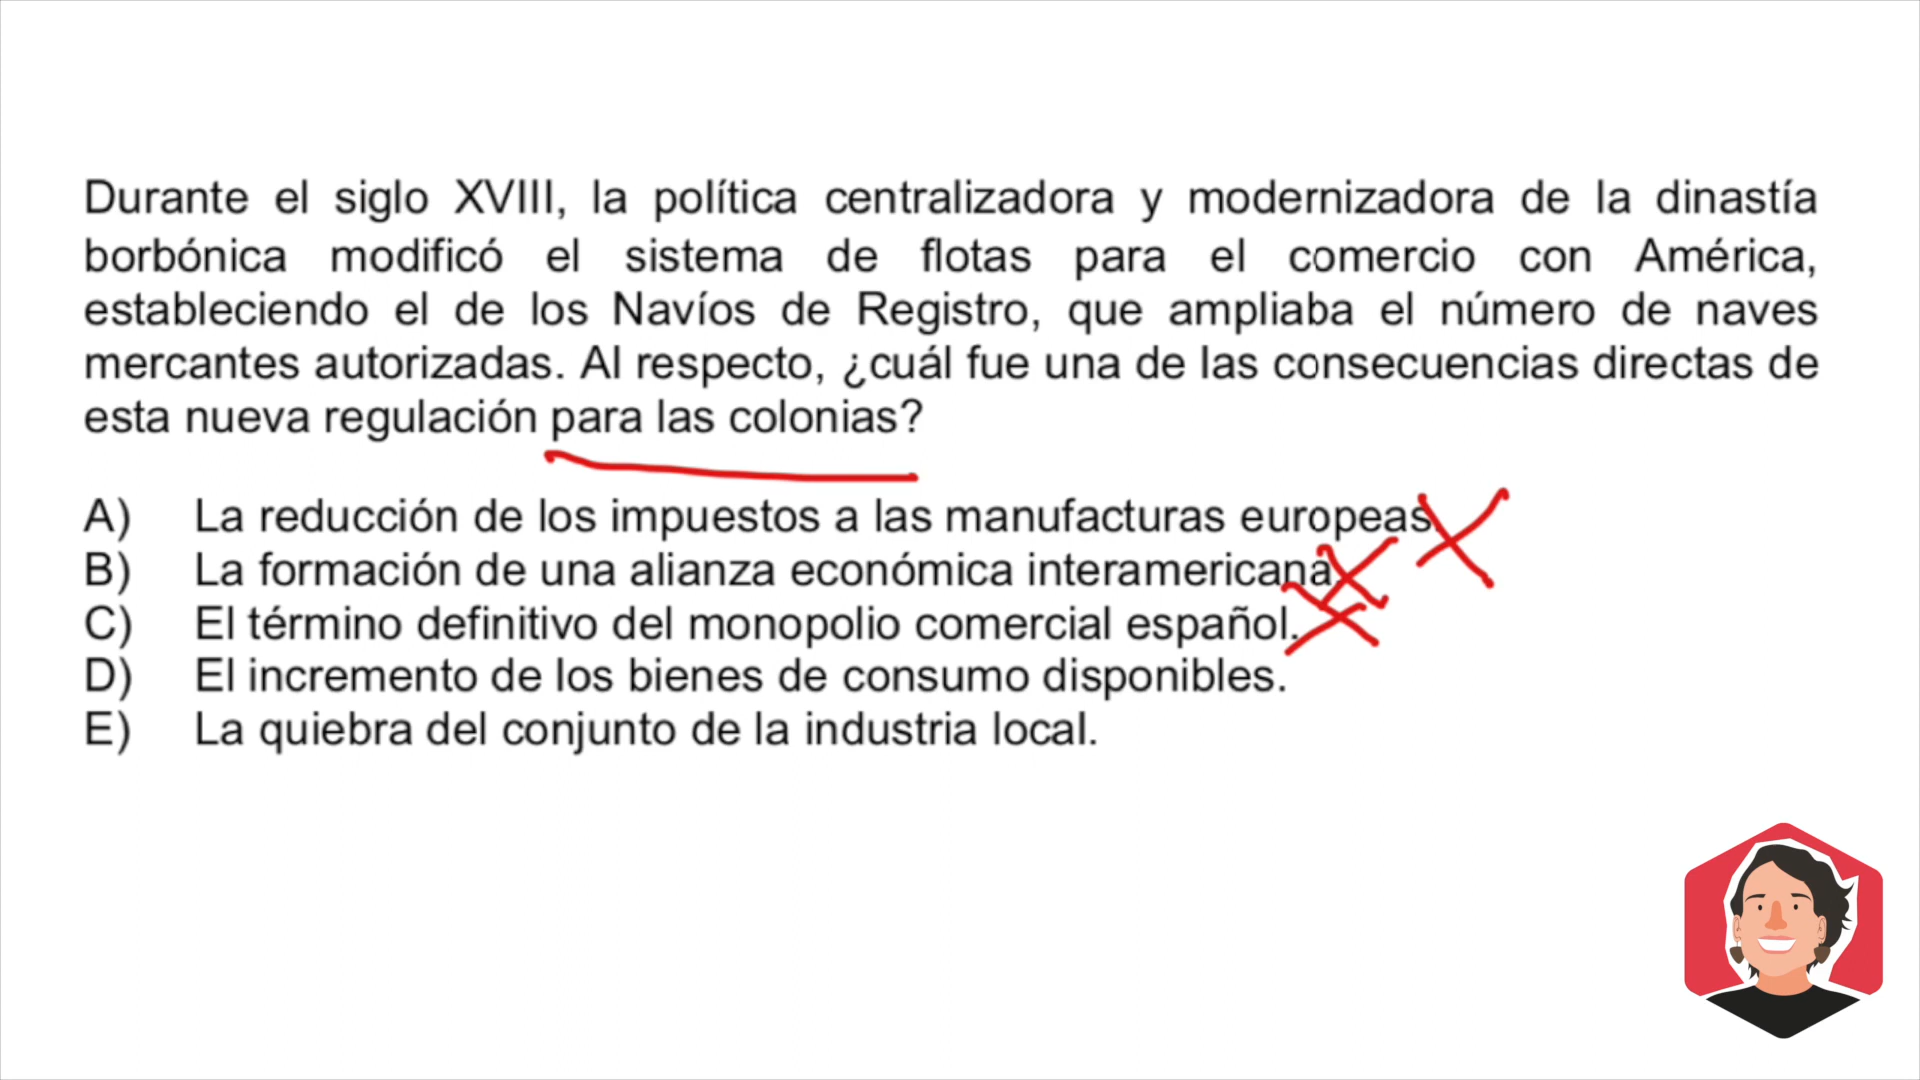 Durante el siglo XVIII, la política centralizadora y modernizadora de la dinastía
borbónica modificó el sistema de flotas para el comercio con América,
estableciendo el de los Navíos de Registro, que ampliaba el número de naves
mercantes autorizadas. Al respecto, ¿cuál fue una de las consecuencias directas de
esta nueva regulación para las colonias?
A) La reducción de los impuestos a las manufacturas europeas.
B) La formación de una alianza económica interamericana.
C) El término definitivo del monopolio comercial español.
D) El incremento de los bienes de consumo disponibles.
E) La quiebra del conjunto de la industria local.